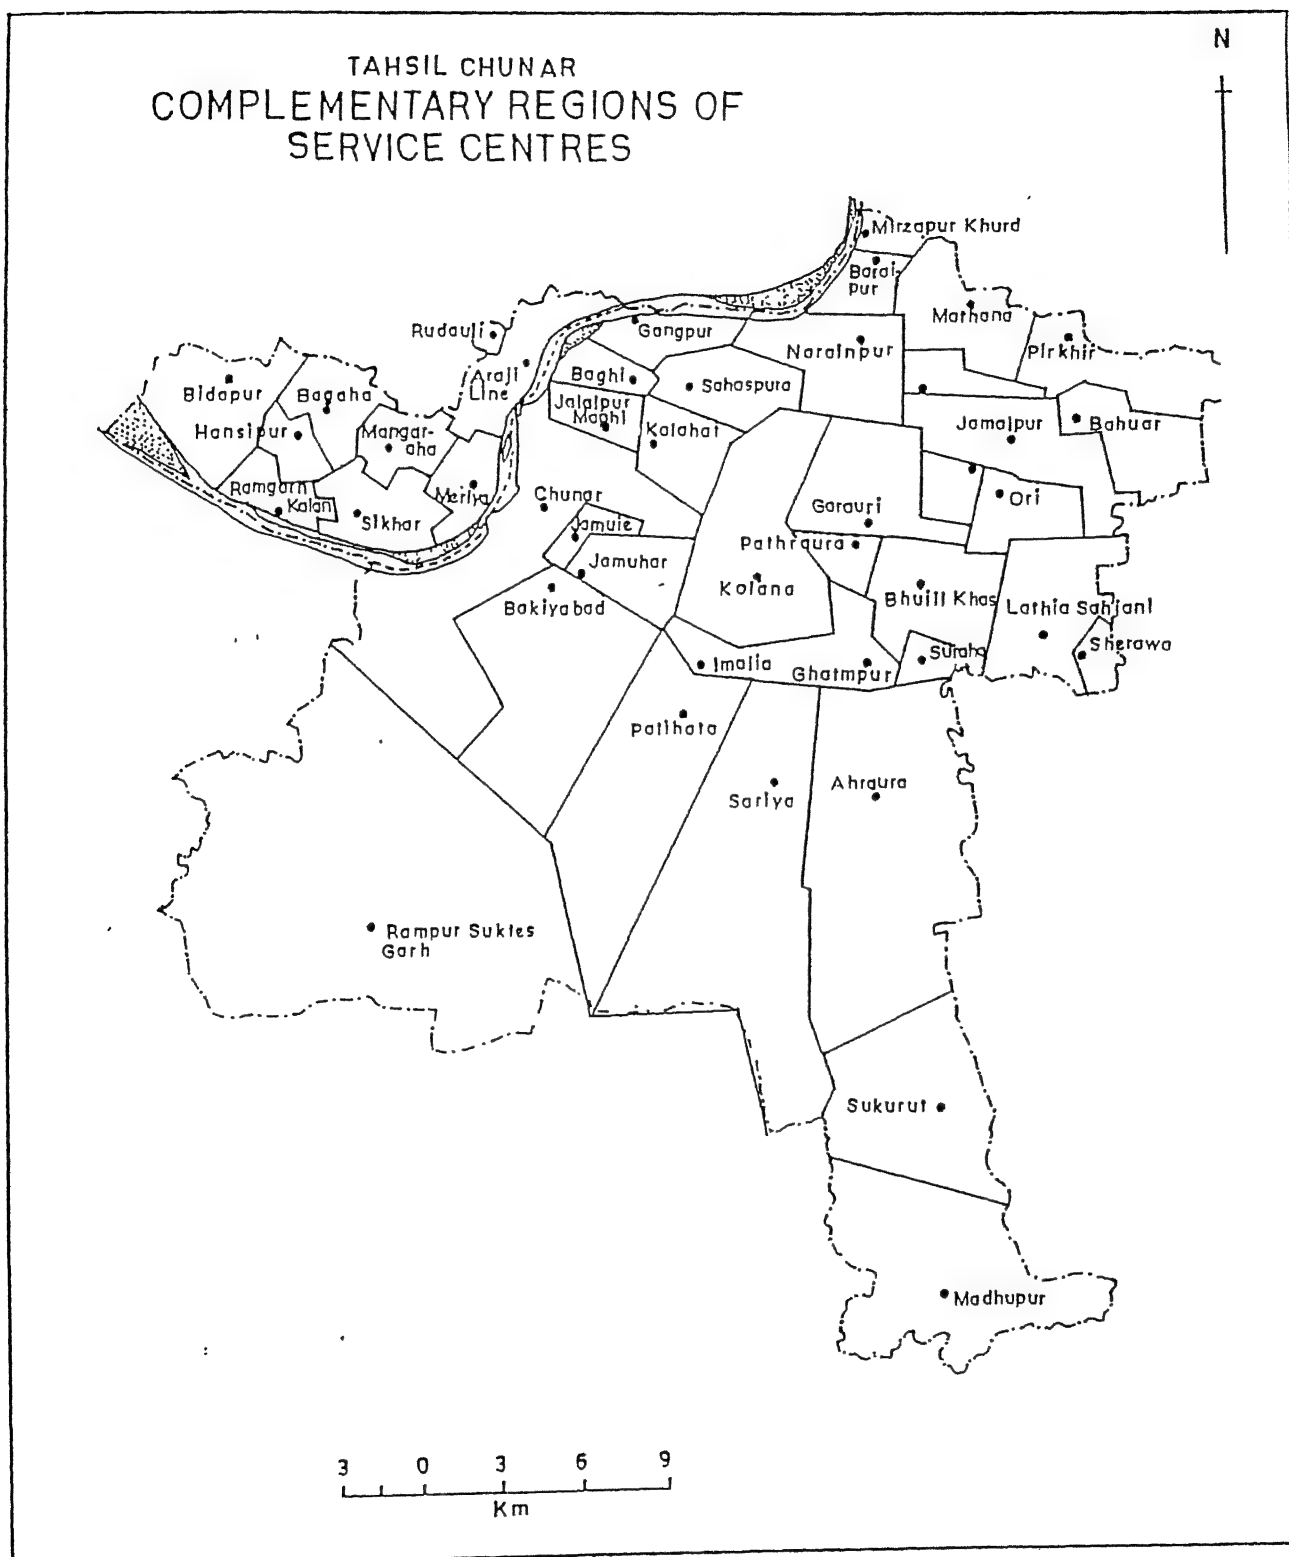 N
TAHSIL CHUNAR
COMPLEMENTARY REGIONS OF
SERVICE CENTRES
Mirzapur Khurd
Barai-
pur
Mathana
Rudauli
Gangpur
Narainpur
Pirkhir
Araji
Line
Bidapur
Bagaha
Baghi
Sahaspura
Jalalpur
Maghi
Hansipur
Mangar-
aha
Kalahat
Jamalpur
Bahuar
Ramgarh
Kalan
Meriya
Chunar
Sikhar
Ori
Garauri
Jamuie
Pathraura
Jamuhar
Kolana
Bakiyabad
Bhuili Khas
Lathia Sahjani
Sherawa
Suraha
Imalia
Ghatmpur
Patihata
Sariya
Ahraura
Rampur Suktes
Garh
Sukurut
Madhupur
3 0 3 6 9
Km